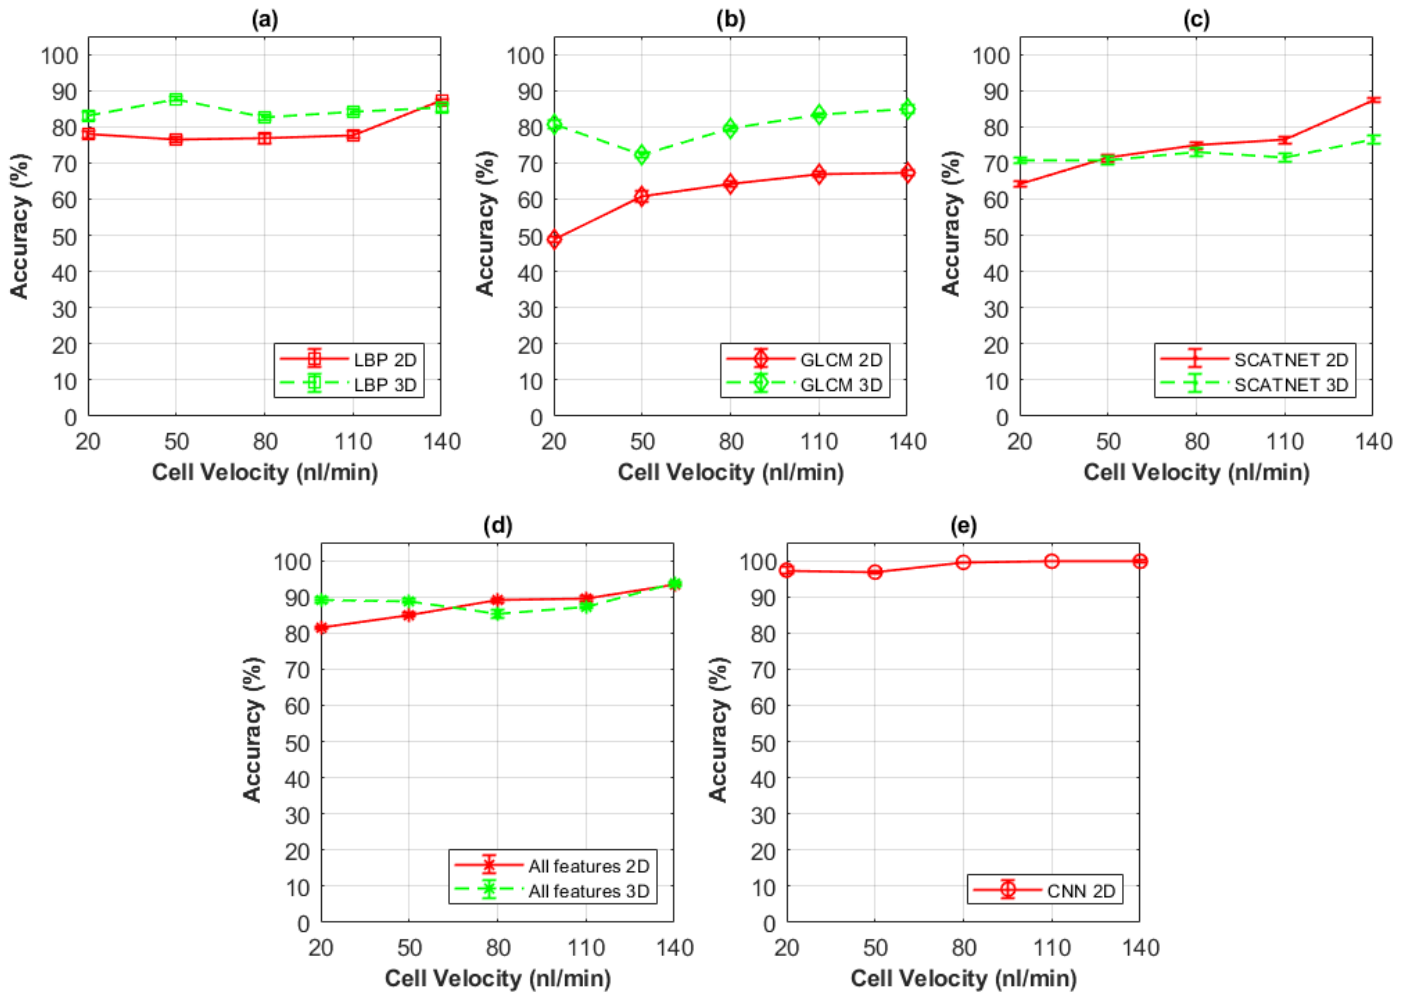 (a)
100
90
80
70
60
50
40
30
20
10
0
Accuracy (%)
LBP 2D
LBP 3D
20 50 80 110 140
Cell Velocity (nl/min)
(b)
100
90
80
70
60
50
40
30
20
10
0
Accuracy (%)
GLCM 2D
GLCM 3D
20 50 80 110 140
Cell Velocity (nl/min)
(c)
100
90
80
70
60
50
40
30
20
10
0
Accuracy (%)
SCATNET 2D
SCATNET 3D
20 50 80 110 140
Cell Velocity (nl/min)
(d)
100
90
80
70
60
50
40
30
20
10
0
Accuracy (%)
All features 2D
All features 3D
20 50 80 110 140
Cell Velocity (nl/min)
(e)
100
90
80
70
60
50
40
30
20
10
0
Accuracy (%)
CNN 2D
20 50 80 110 140
Cell Velocity (nl/min)